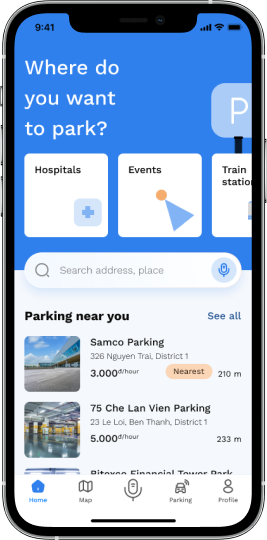 9:41
Where do
you want
to park?
P
Hospitals
Events
Train
station
Search address, place
Parking near you
See all
Samco Parking
326 Nguyen Trai, District 1
3.000đ/hour
Nearest
210 m
75 Che Lan Vien Parking
23 Le Loi, Ben Thanh, District 1
5.000đ/hour
233 m
Bitexco Financial Tower Park
Home
Map
Parking
Profile